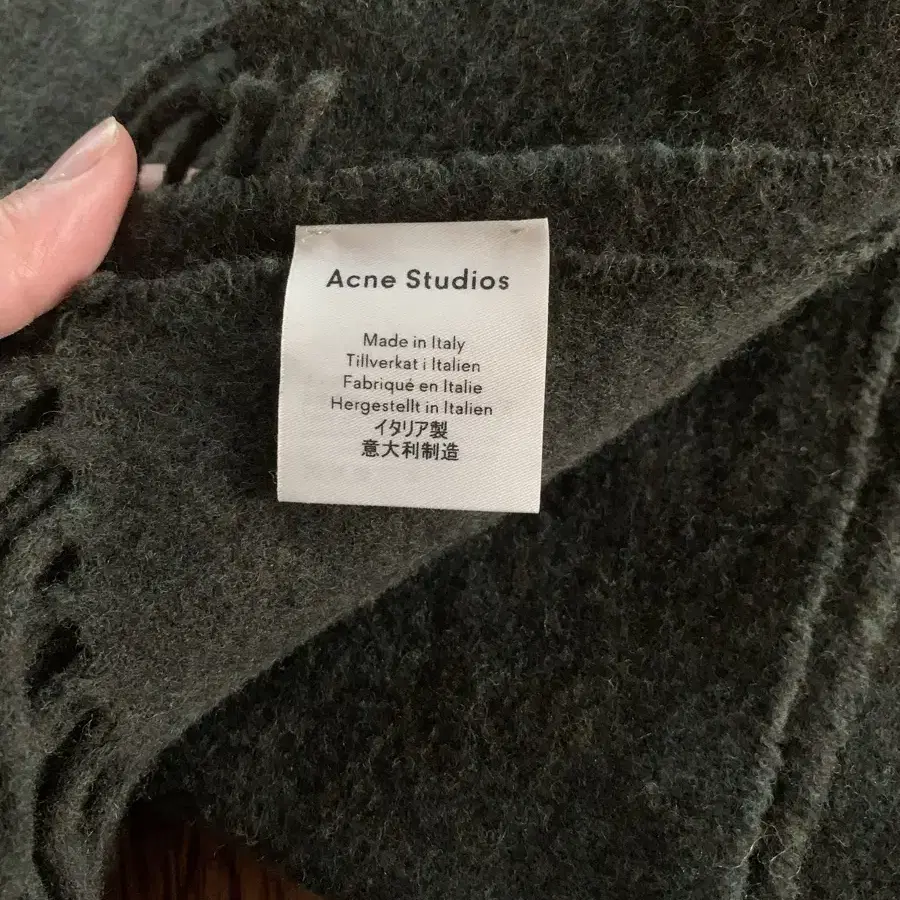 Acne Studios
Made in Italy
Tillverkat i Italien
Fabriqué en Italie
Hergestellt in Italien
イタリア製
意大利制造